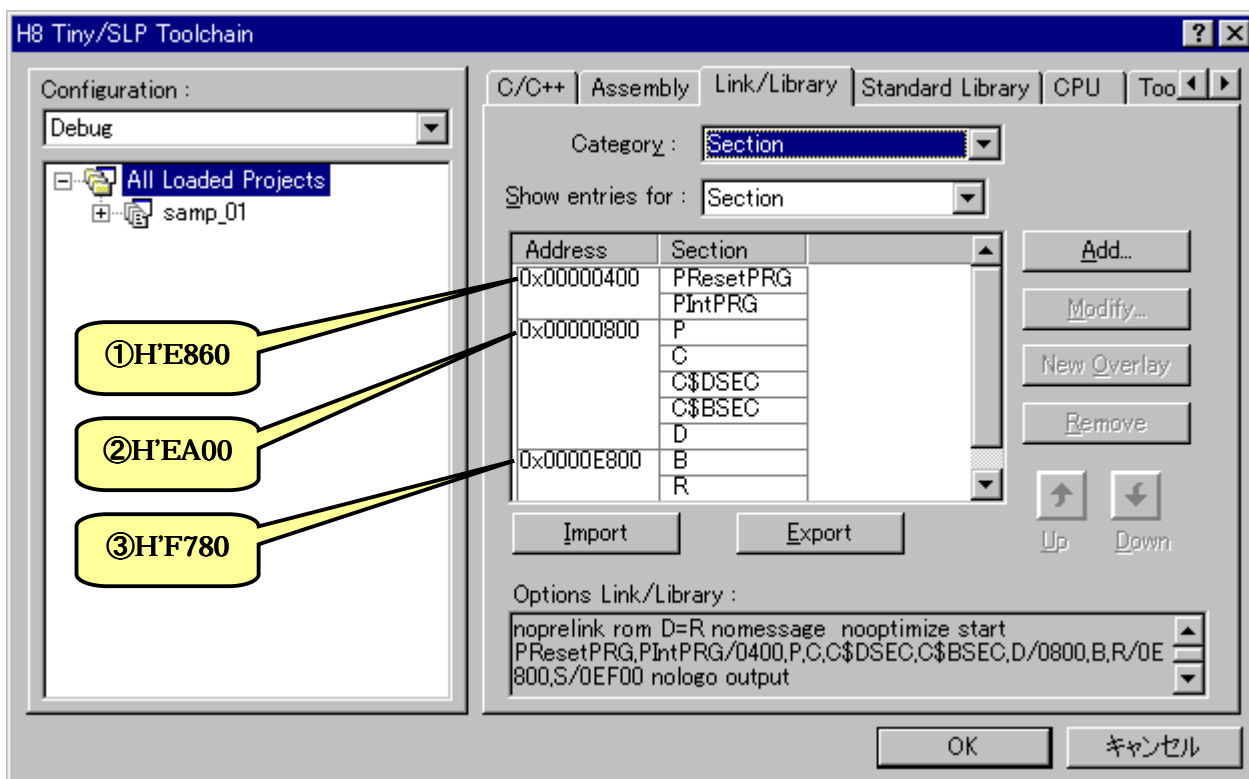 H8 Tiny/SLP Toolchain
Configuration :
Debug
All Loaded Projects
samp_01
①H'E860
②H'EA00
③H'F780
C/C++ Assembly Link/Library Standard Library CPU Too
Category : Section
Show entries for : Section
Address Section
0x00000400 PResetPRG
PIntPRG
0x00000800 P
C
C$DSEC
C$BSEC
D
0x0000E800 B
R
Add...
Modify...
New Overlay
Remove
Up Down
Import Export
Options Link/Library :
noprelink rom D=R nomessage nooptimize start
PResetPRG,PIntPRG/0400,P,C,C$DSEC,C$BSEC,D/0800,B,R/0E
800,S/0EF00 nologo output
OK キャンセル